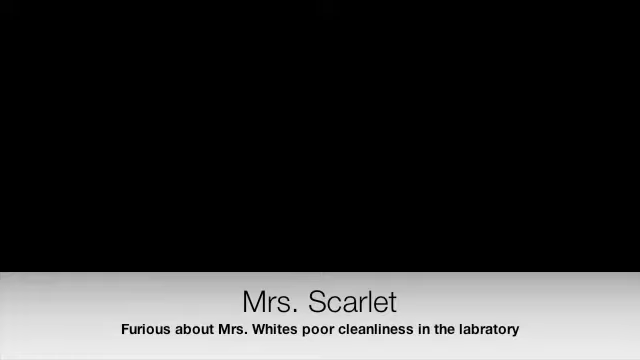 Mrs. Scarlet
Furious about Mrs. Whites poor cleanliness in the labratory